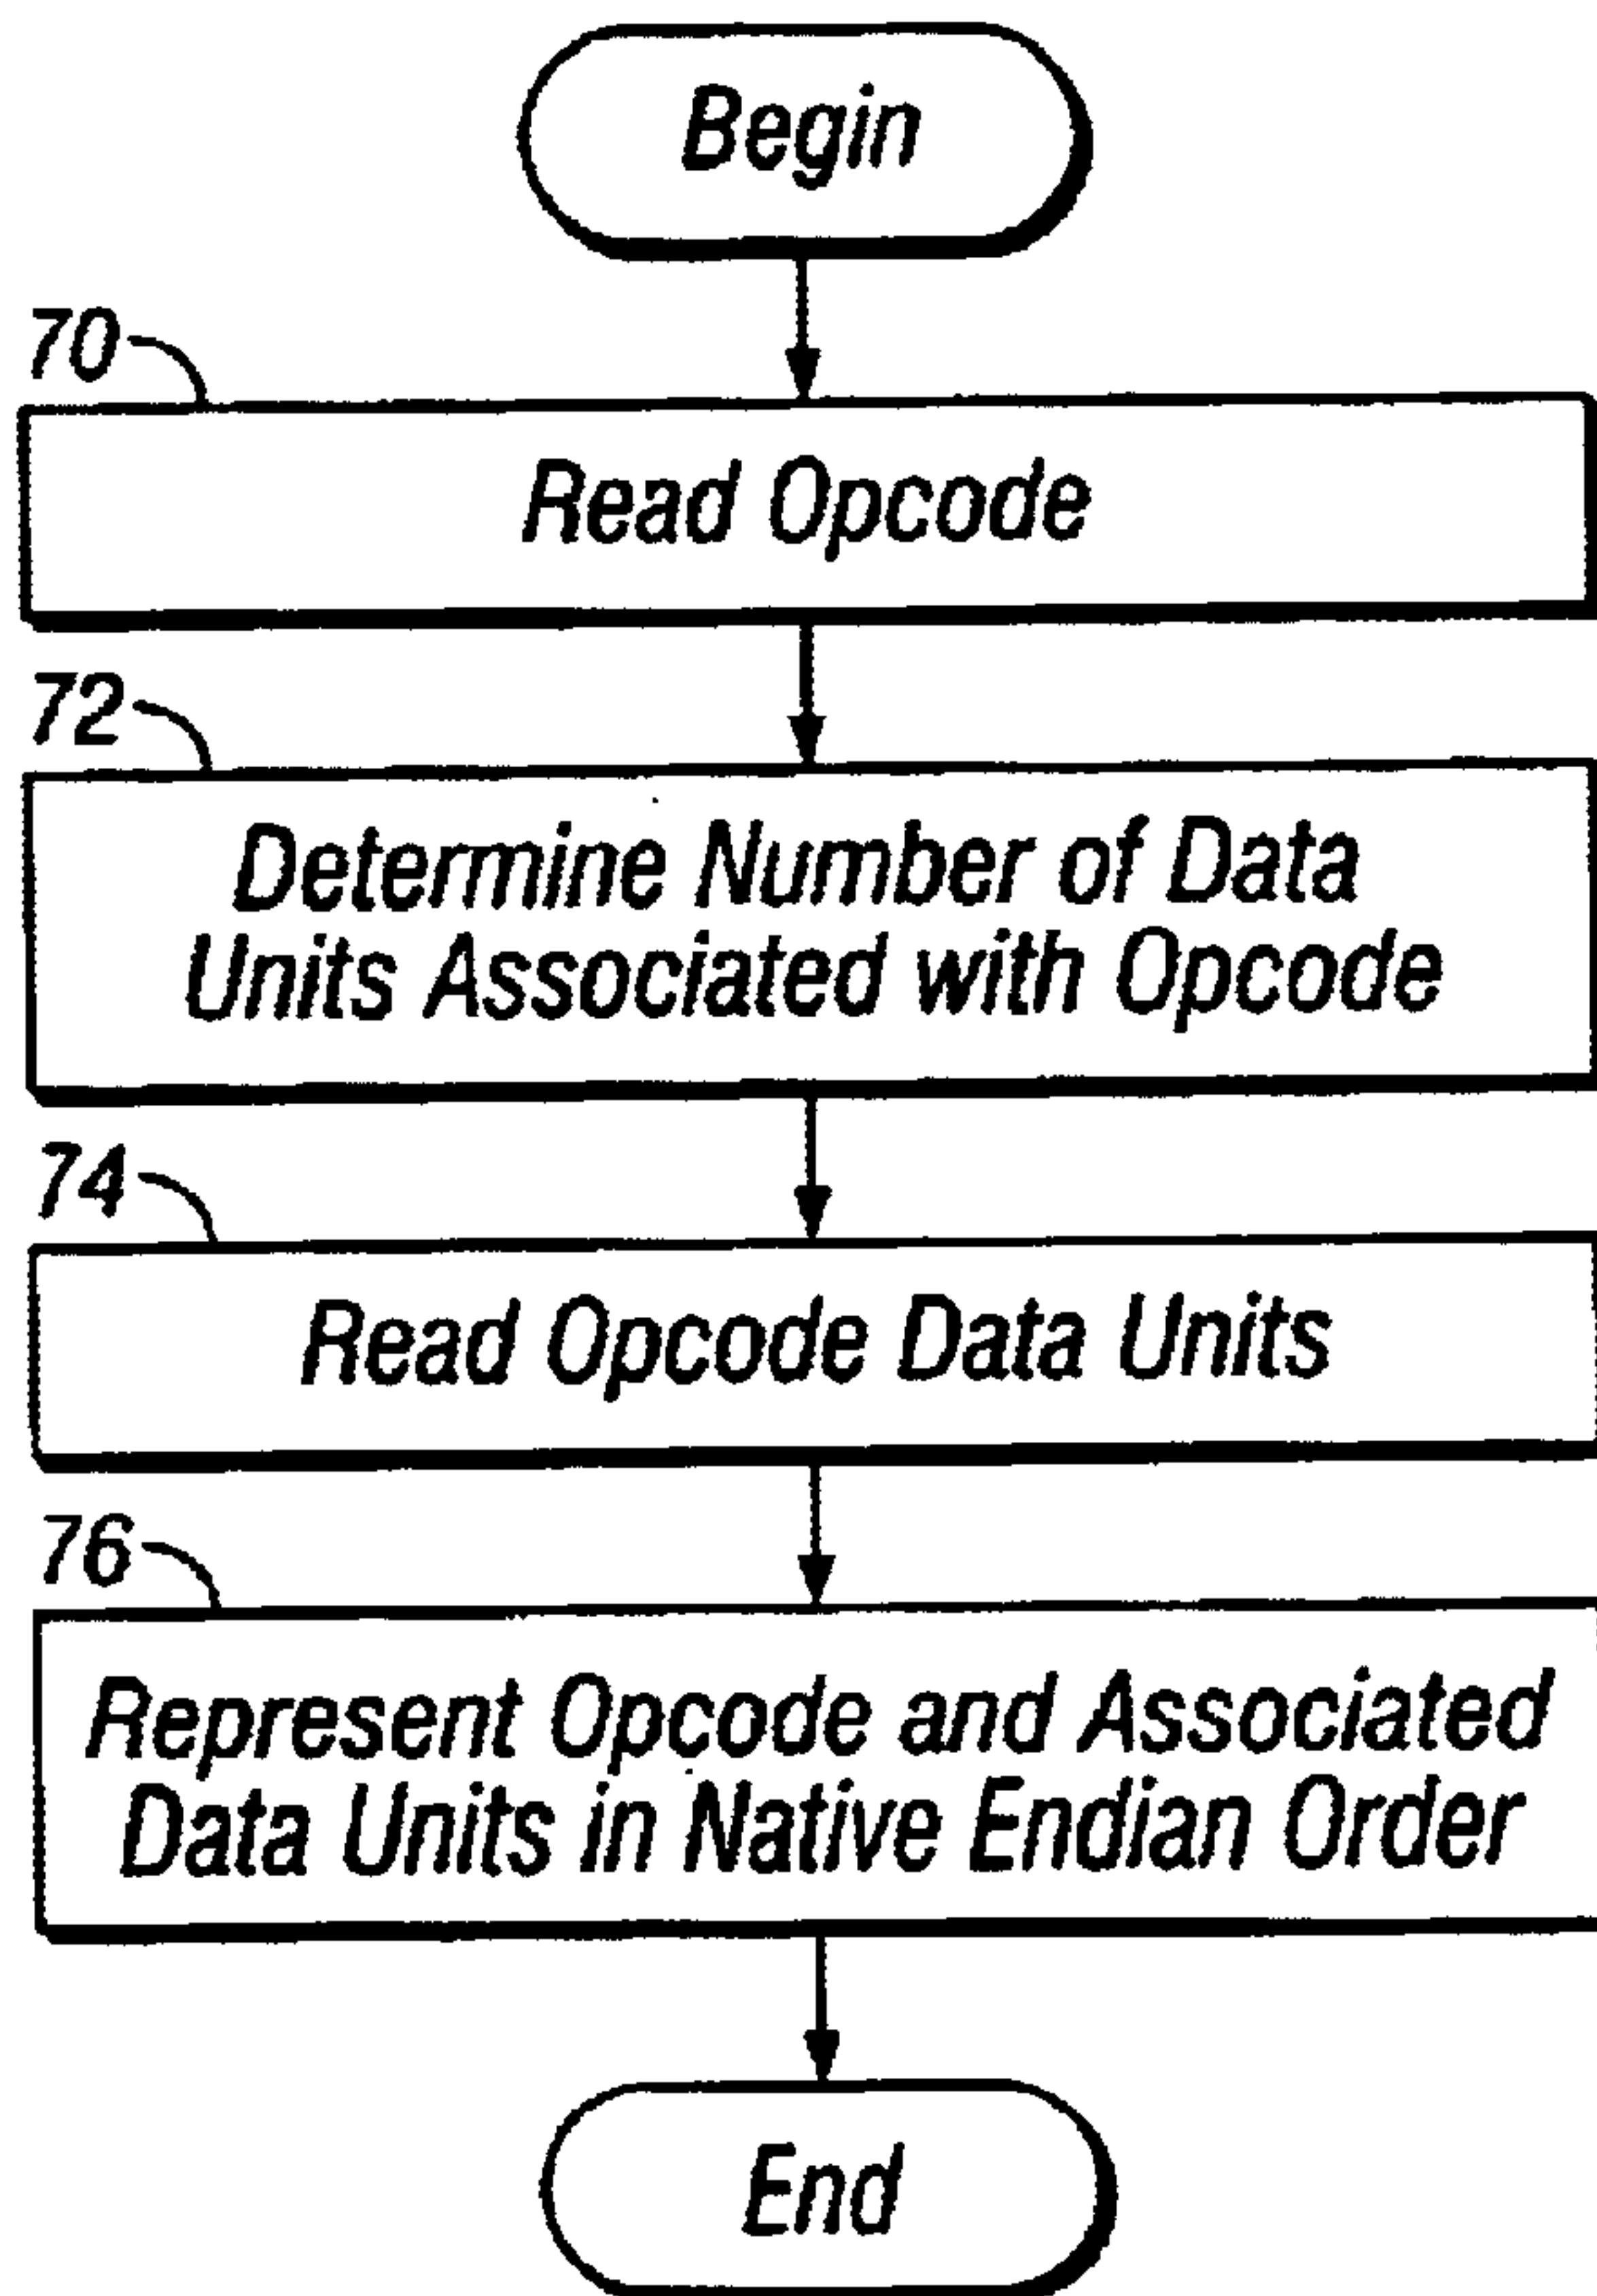 Begin
70
Read Opcode
72
Determine Number of Data
Units Associated with Opcode
74
Read Opcode Data Units
76
Represent Opcode and Associated
Data Units in Native Endian Order
End